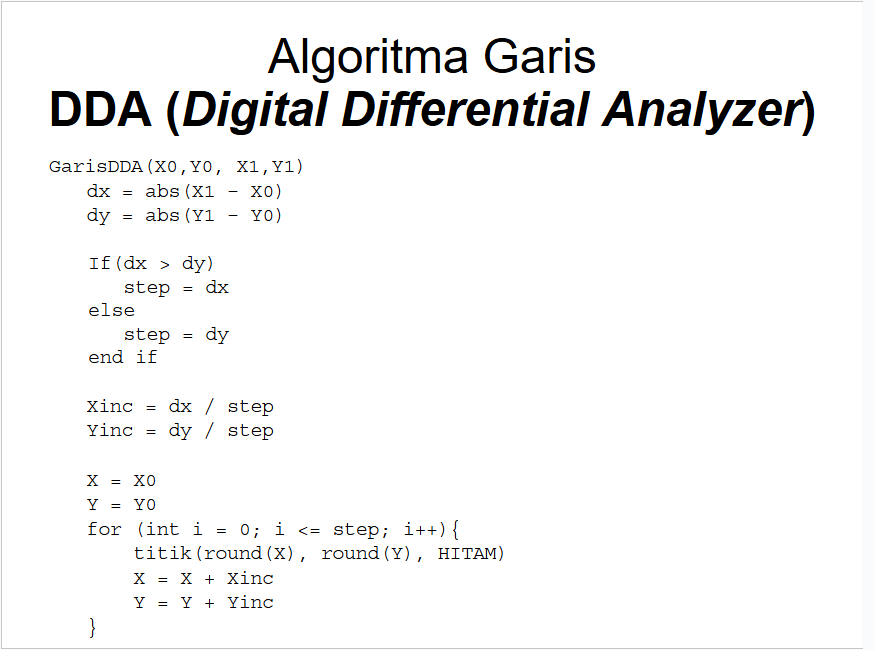 Algoritma Garis
DDA (Digital Differential Analyzer)
GarisDDA(X0,Y0, X1,Y1)
dx = abs(X1 - X0)
dy = abs(Y1 - Y0)
If(dx > dy)
step = dx
else
step = dy
end if
Xinc = dx / step
Yinc = dy / step
X = X0
Y = Y0
for (int i = 0; i <= step; i++){
titik(round(X), round(Y), HITAM)
X = X + Xinc
Y = Y + Yinc
}